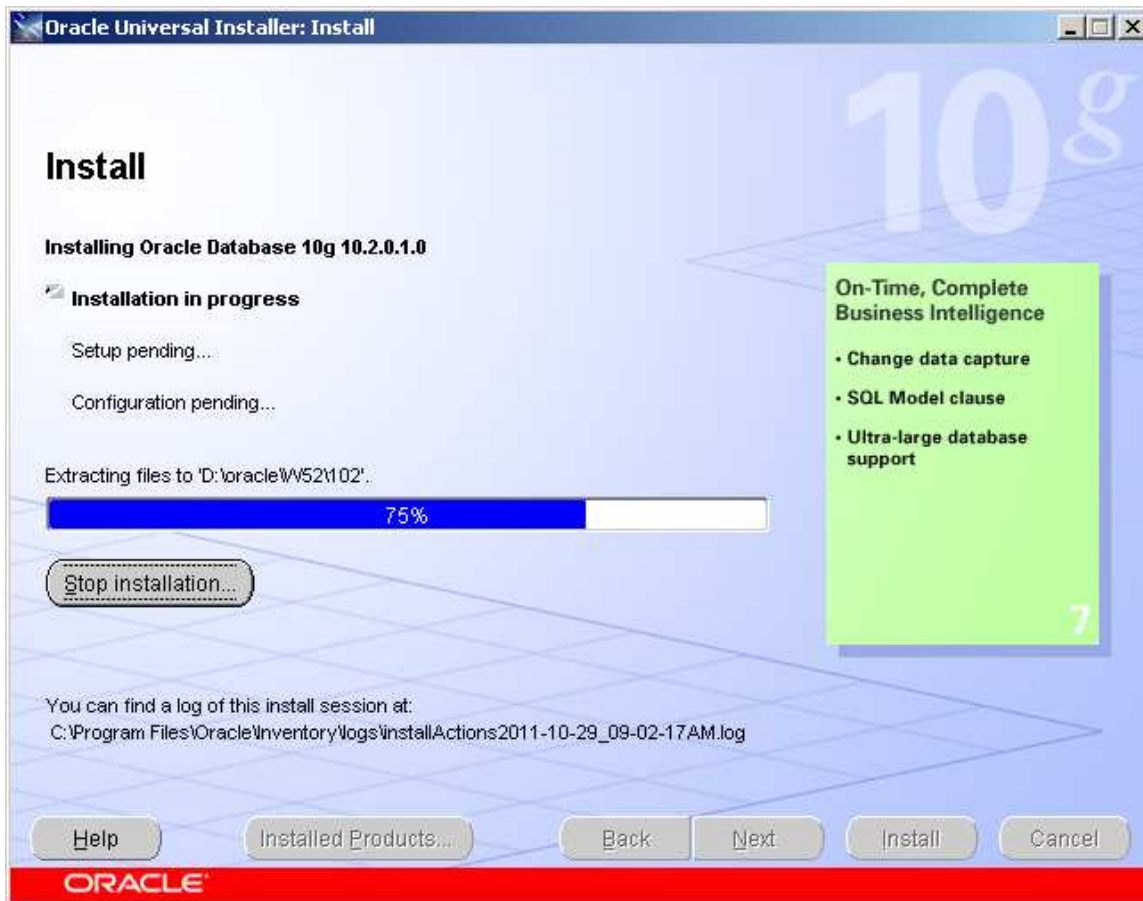 Oracle Universal Installer: Install
10g
Install
Installing Oracle Database 10g 10.2.0.1.0
Installation in progress
Setup pending...
Configuration pending...
Extracting files to 'D:\oracle\W52\102'.
75%
Stop installation...
On-Time, Complete
Business Intelligence
• Change data capture
• SQL Model clause
• Ultra-large database
support
7
You can find a log of this install session at:
C:\Program Files\Oracle\Inventory\logs\installActions2011-10-29_09-02-17AM.log
Help
Installed Products...
Back
Next
Install
Cancel
ORACLE